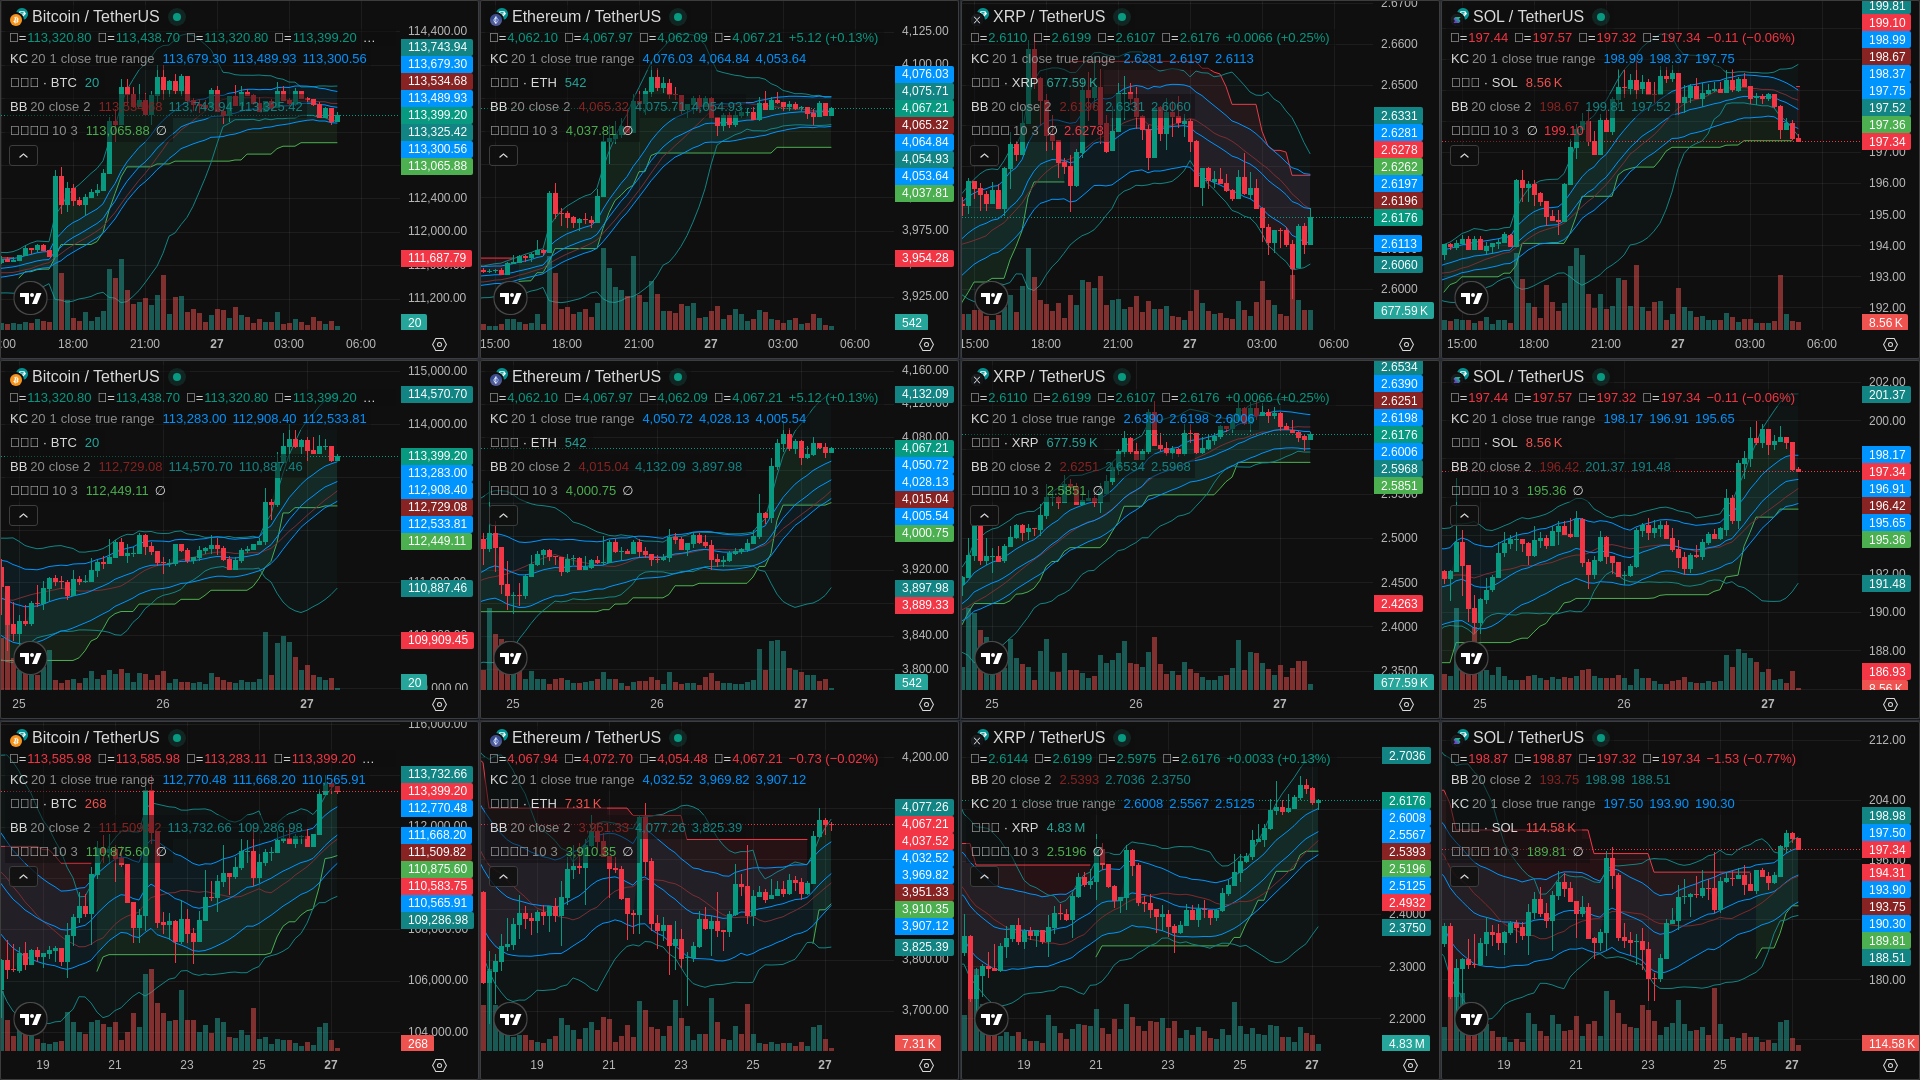 Bitcoin / TetherUS
□=113,320.80 □=113,438.70 □=113,320.80 □=113,399.20 ...
KC 20 1 close true range 113,679.30 113,489.93 113,300.56
□□□ · BTC 20
BB 20 close 2 113,534.68 113,743.94 113,325.42
□□□□ 10 3 113,065.88 ∅
114,400.00
113,743.94
113,679.30
113,534.68
113,489.93
113,399.20
113,325.42
113,300.56
113,065.88
112,400.00
112,000.00
111,687.79
111,200.00
20
18:00 21:00 27 03:00 06:00
Ethereum / TetherUS
□=4,062.10 □=4,067.97 □=4,062.09 □=4,067.21 +5.12 (+0.13%)
KC 20 1 close true range 4,076.03 4,064.84 4,053.64
□□□ · ETH 542
BB 20 close 2 4,065.32 4,075.71 4,054.93
□□□□ 10 3 4,037.81 ∅
4,125.00
4,100.00
4,076.03
4,075.71
4,067.21
4,065.32
4,064.84
4,054.93
4,053.64
4,037.81
3,975.00
3,954.28
3,925.00
542
15:00 18:00 21:00 27 03:00 06:00
XRP / TetherUS
□=2.6110 □=2.6199 □=2.6107 □=2.6176 +0.0066 (+0.25%)
KC 20 1 close true range 2.6281 2.6197 2.6113
□□□ · XRP 677.59 K
BB 20 close 2 2.6196 2.6331 2.6060
□□□□ 10 3 ∅ 2.6278
2.6700
2.6600
2.6500
2.6331
2.6281
2.6278
2.6262
2.6197
2.6196
2.6176
2.6113
2.6060
2.6000
677.59 K
15:00 18:00 21:00 27 03:00 06:00
SOL / TetherUS
□=197.44 □=197.57 □=197.32 □=197.34 −0.11 (−0.06%)
KC 20 1 close true range 198.99 198.37 197.75
□□□ · SOL 8.56 K
BB 20 close 2 198.67 199.81 197.52
□□□□ 10 3 ∅ 199.10
199.81
199.10
198.99
198.67
198.37
197.75
197.52
197.36
197.34
197.00
196.00
195.00
194.00
193.00
192.00
8.56 K
15:00 18:00 21:00 27 03:00 06:00
Bitcoin / TetherUS
□=113,320.80 □=113,438.70 □=113,320.80 □=113,399.20 ...
KC 20 1 close true range 113,283.00 112,908.40 112,533.81
□□□ · BTC 20
BB 20 close 2 112,729.08 114,570.70 110,887.46
□□□□ 10 3 112,449.11 ∅
115,000.00
114,570.70
114,000.00
113,399.20
113,283.00
112,908.40
112,729.08
112,533.81
112,449.11
110,887.46
109,909.45
20
25 26 27
Ethereum / TetherUS
□=4,062.10 □=4,067.97 □=4,062.09 □=4,067.21 +5.12 (+0.13%)
KC 20 1 close true range 4,050.72 4,028.13 4,005.54
□□□ · ETH 542
BB 20 close 2 4,015.04 4,132.09 3,897.98
□□□□ 10 3 4,000.75 ∅
4,160.00
4,132.09
4,120.00
4,080.00
4,067.21
4,050.72
4,028.13
4,015.04
4,005.54
4,000.75
3,920.00
3,897.98
3,889.33
3,840.00
3,800.00
542
25 26 27
XRP / TetherUS
□=2.6110 □=2.6199 □=2.6107 □=2.6176 +0.0066 (+0.25%)
KC 20 1 close true range 2.6390 2.6198 2.6006
□□□ · XRP 677.59 K
BB 20 close 2 2.6251 2.6534 2.5968
□□□□ 10 3 2.5851 ∅
2.6534
2.6390
2.6251
2.6198
2.6176
2.6006
2.5968
2.5851
2.5500
2.5000
2.4500
2.4263
2.4000
2.3500
677.59 K
25 26 27
SOL / TetherUS
□=197.44 □=197.57 □=197.32 □=197.34 −0.11 (−0.06%)
KC 20 1 close true range 198.17 196.91 195.65
□□□ · SOL 8.56 K
BB 20 close 2 196.42 201.37 191.48
□□□□ 10 3 195.36 ∅
202.00
201.37
200.00
198.17
197.34
196.91
196.42
195.65
195.36
192.00
191.48
190.00
188.00
186.93
8.56 K
25 26 27
Bitcoin / TetherUS
□=113,585.98 □=113,585.98 □=113,283.11 □=113,399.20 ...
KC 20 1 close true range 112,770.48 111,668.20 110,565.91
□□□ · BTC 268
BB 20 close 2 111,509.82 113,732.66 109,286.98
□□□□ 10 3 110,875.60 ∅
116,000.00
113,732.66
113,399.20
112,770.48
112,000.00
111,668.20
111,509.82
110,875.60
110,583.75
110,565.91
109,286.98
108,000.00
106,000.00
104,000.00
268
19 21 23 25 27
Ethereum / TetherUS
□=4,067.94 □=4,072.70 □=4,054.48 □=4,067.21 −0.73 (−0.02%)
KC 20 1 close true range 4,032.52 3,969.82 3,907.12
□□□ · ETH 7.31 K
BB 20 close 2 3,951.33 4,077.26 3,825.39
□□□□ 10 3 3,910.35 ∅
4,200.00
4,077.26
4,067.21
4,037.52
4,032.52
3,969.82
3,951.33
3,910.35
3,907.12
3,825.39
3,800.00
3,700.00
7.31 K
19 21 23 25 27
XRP / TetherUS
□=2.6144 □=2.6199 □=2.5975 □=2.6176 +0.0033 (+0.13%)
BB 20 close 2 2.5393 2.7036 2.3750
KC 20 1 close true range 2.6008 2.5567 2.5125
□□□ · XRP 4.83 M
□□□□ 10 3 2.5196 ∅
2.7036
2.6176
2.6008
2.5567
2.5393
2.5196
2.5125
2.4932
2.4000
2.3750
2.3000
2.2000
4.83 M
19 21 23 25 27
SOL / TetherUS
□=198.87 □=198.87 □=197.32 □=197.34 −1.53 (−0.77%)
BB 20 close 2 193.75 198.98 188.51
KC 20 1 close true range 197.50 193.90 190.30
□□□ · SOL 114.58 K
□□□□ 10 3 189.81 ∅
212.00
204.00
198.98
197.50
197.34
196.00
194.31
193.90
193.75
190.30
189.81
188.51
180.00
114.58 K
19 21 23 25 27